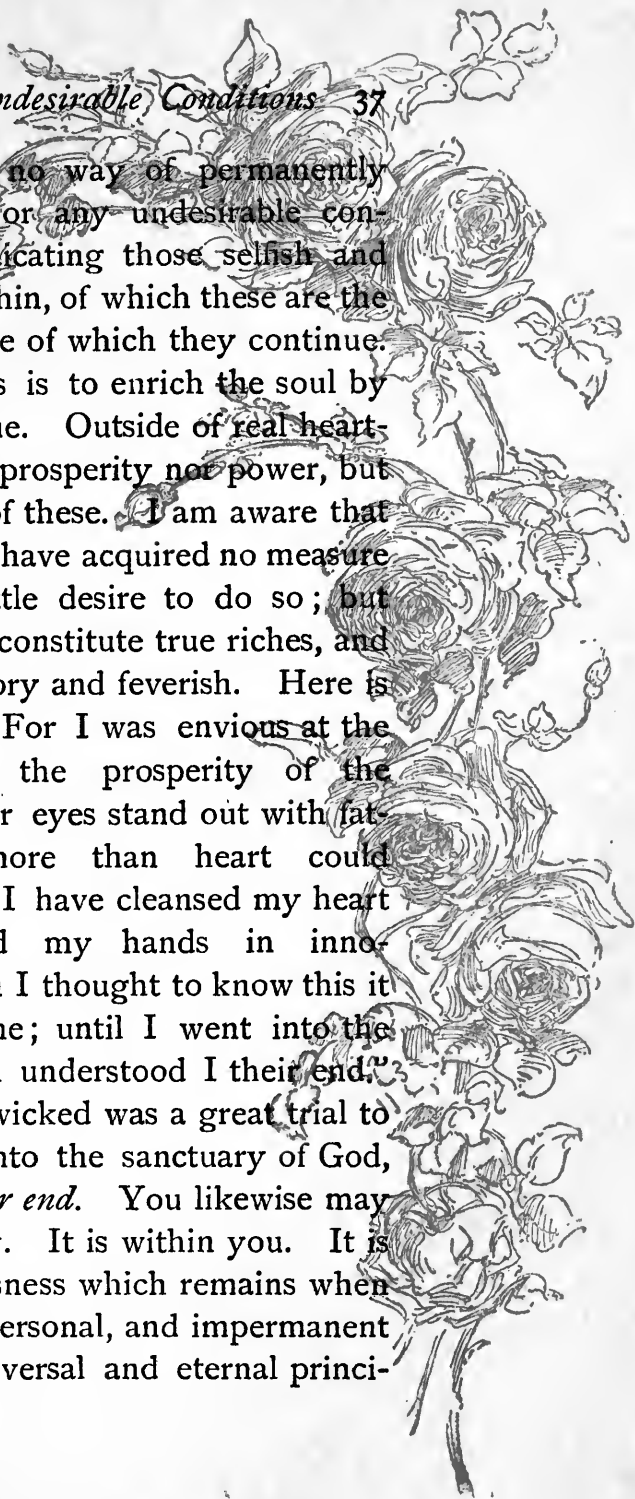 ndesirable Conditions 37
no way of permanently
or any undesirable con-
icating those selfish and
hin, of which these are the
e of which they continue.
s is to enrich the soul by
ne. Outside of real heart-
prosperity nor power, but
of these. I am aware that
have acquired no measure
tle desire to do so; but
constitute true riches, and
ory and feverish. Here is
For I was envious at the
the prosperity of the
r eyes stand out with fat-
nore than heart could
I have cleansed my heart
d my hands in inno-
I thought to know this it
ne; until I went into the
understood I their end."
wicked was a great trial to
nto the sanctuary of God,
r end. You likewise may
. It is within you. It is
sness which remains when
ersonal, and impermanent
versal and eternal princi-